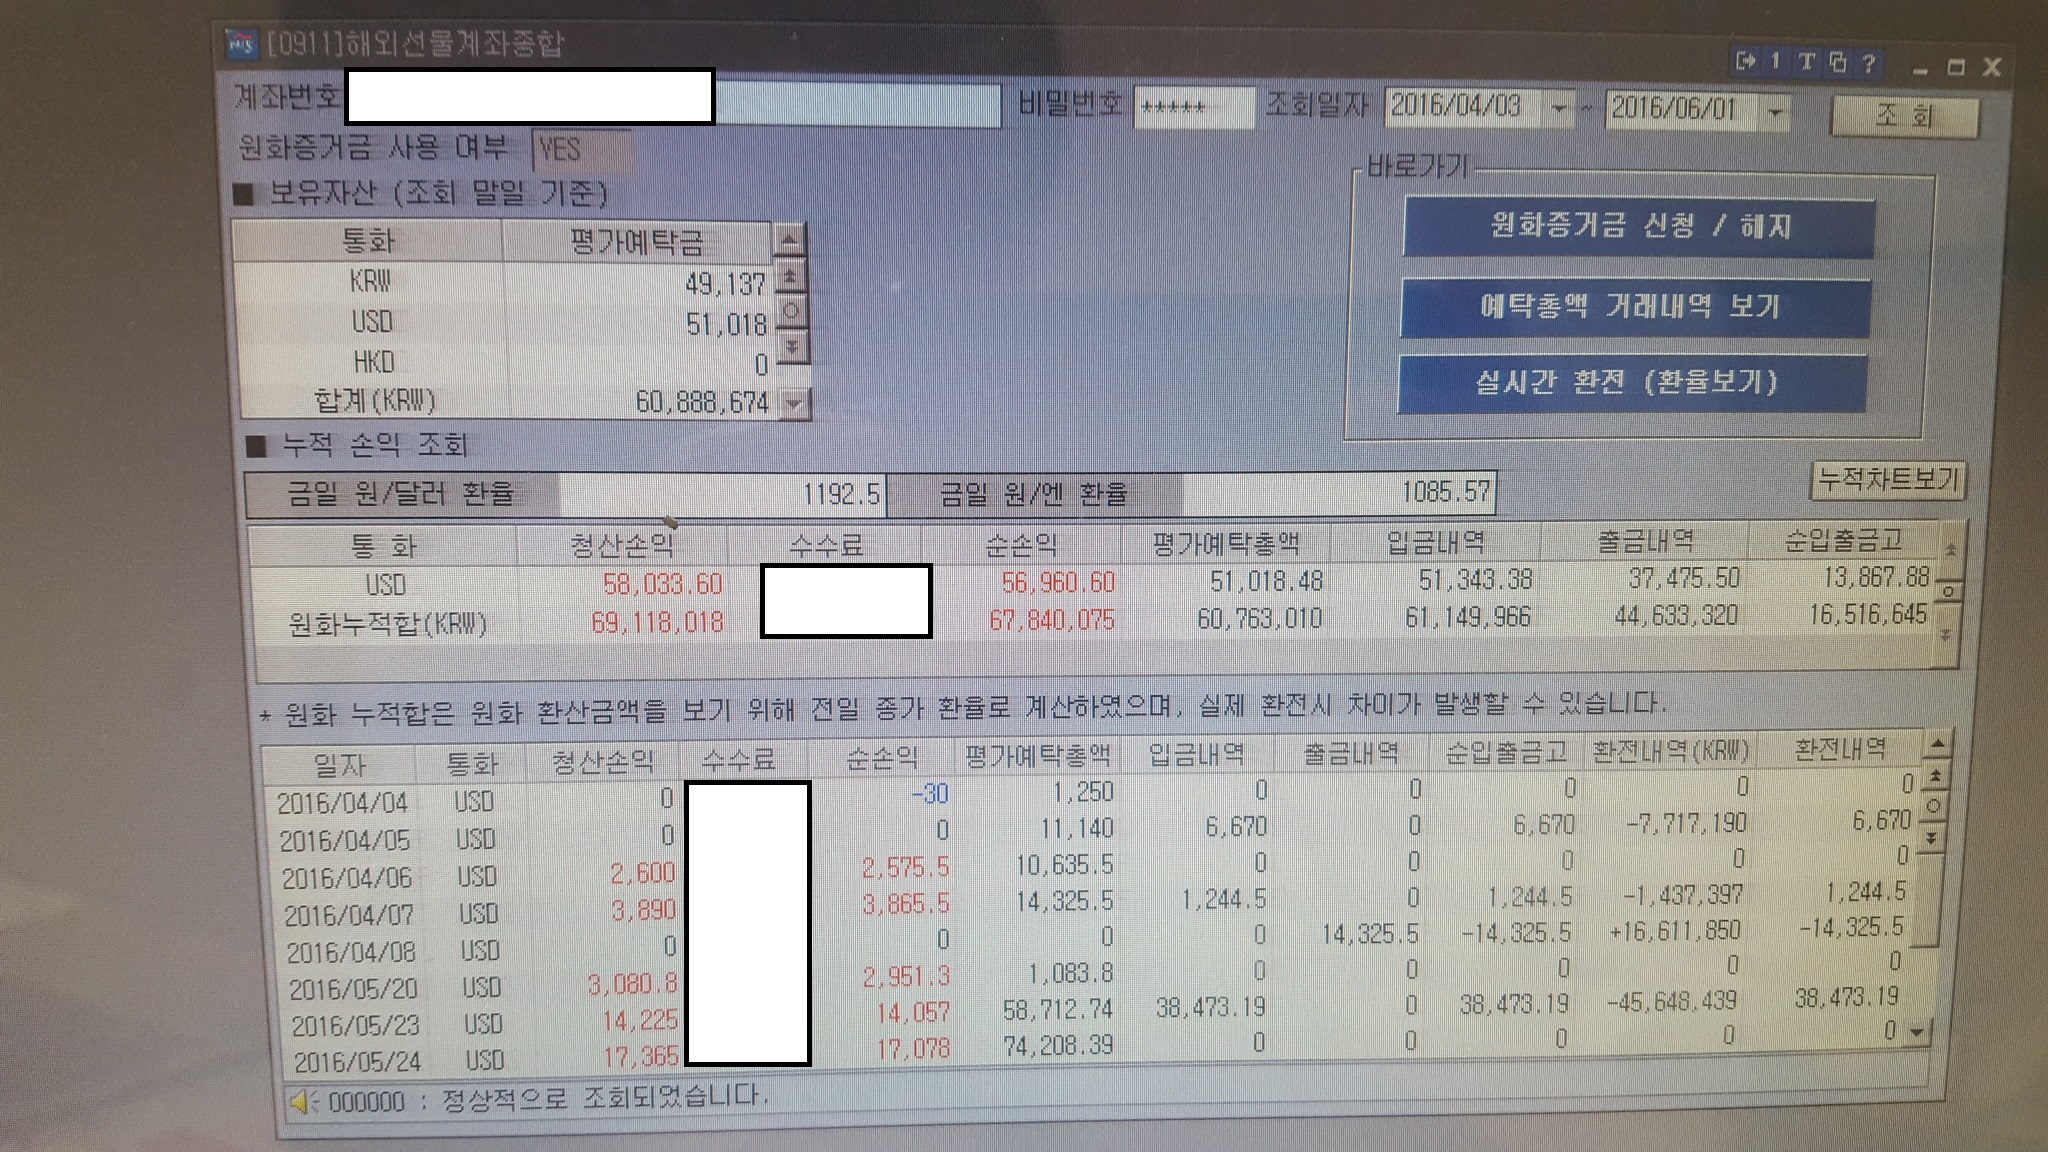 [0911]해외선물계좌종합
1 T ?
계좌번호 비밀번호 ***** 조회일자 2016/04/03 ~ 2016/06/01 조 회
원화증거금 사용 여부 YES
■ 보유자산 (조회 말일 기준)
바로가기
통화 평가예탁금
KRW 49,137
USD 51,018
HKD 0
합계(KRW) 60,888,674
원화증거금 신청 / 해지
예탁총액 거래내역 보기
실시간 환전 (환율보기)
■ 누적 손익 조회
금일 원/달러 환율 1192.5 금일 원/엔 환율 1085.57 누적차트보기
통 화 청산손익 수수료 순손익 평가예탁총액 입금내역 출금내역 순입출금고
USD 58,033.60 56,960.60 51,018.48 51,343.38 37,475.50 13,867.88
원화누적합(KRW) 69,118,018 67,840,075 60,763,010 61,149,966 44,633,320 16,516,645
* 원화 누적합은 원화 환산금액을 보기 위해 전일 종가 환율로 계산하였으며, 실제 환전시 차이가 발생할 수 있습니다.
일자 통화 청산손익 수수료 순손익 평가예탁총액 입금내역 출금내역 순입출금고 환전내역(KRW) 환전내역
2016/04/04 USD 0 -30 1,250 0 0 0 0 0
2016/04/05 USD 0 0 11,140 6,670 0 6,670 -7,717,190 6,670
2016/04/06 USD 2,600 2,575.5 10,635.5 0 0 0 0 0
2016/04/07 USD 3,890 3,865.5 14,325.5 1,244.5 0 1,244.5 -1,437,397 1,244.5
2016/04/08 USD 0 0 0 0 14,325.5 -14,325.5 +16,611,850 -14,325.5
2016/05/20 USD 3,080.8 2,951.3 1,083.8 0 0 0 0 0
2016/05/23 USD 14,225 14,057 58,712.74 38,473.19 0 38,473.19 -45,648,439 38,473.19
2016/05/24 USD 17,365 17,078 74,208.39 0 0 0 0 0
000000 : 정상적으로 조회되었습니다.